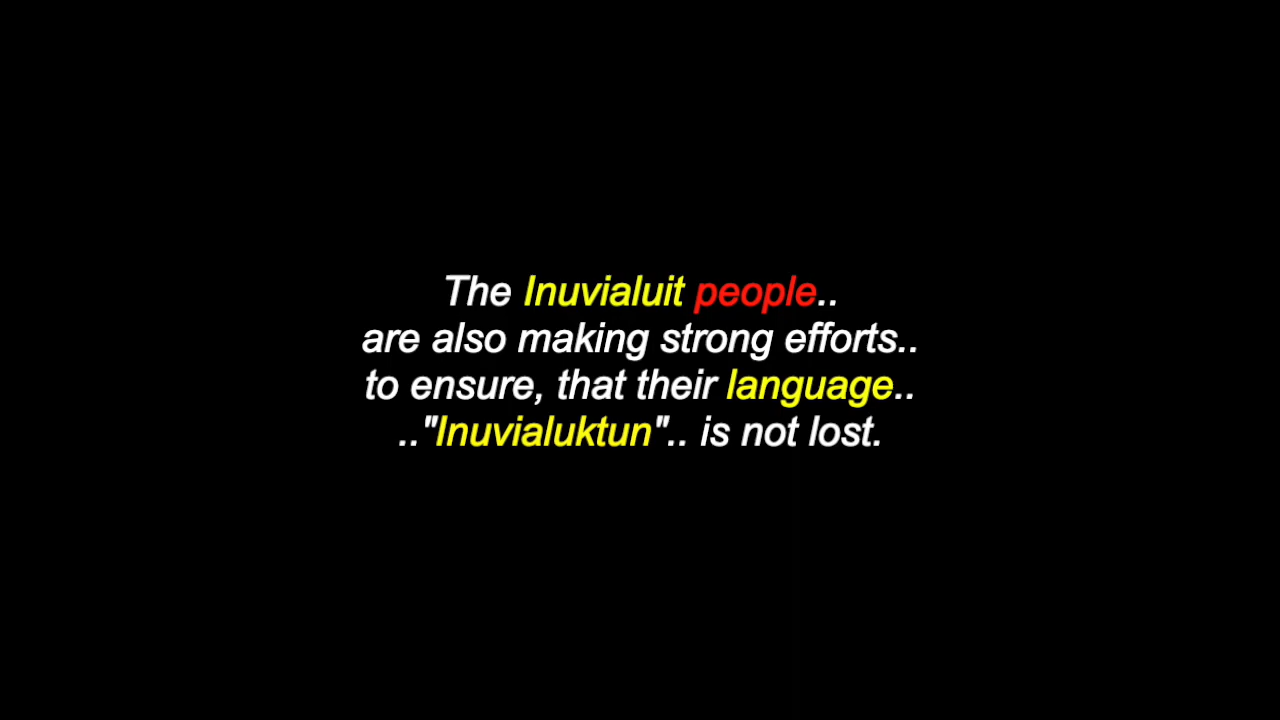 The Inuvialuit people..
are also making strong efforts..
to ensure, that their language..
.."Inuvialuktun".. is not lost.